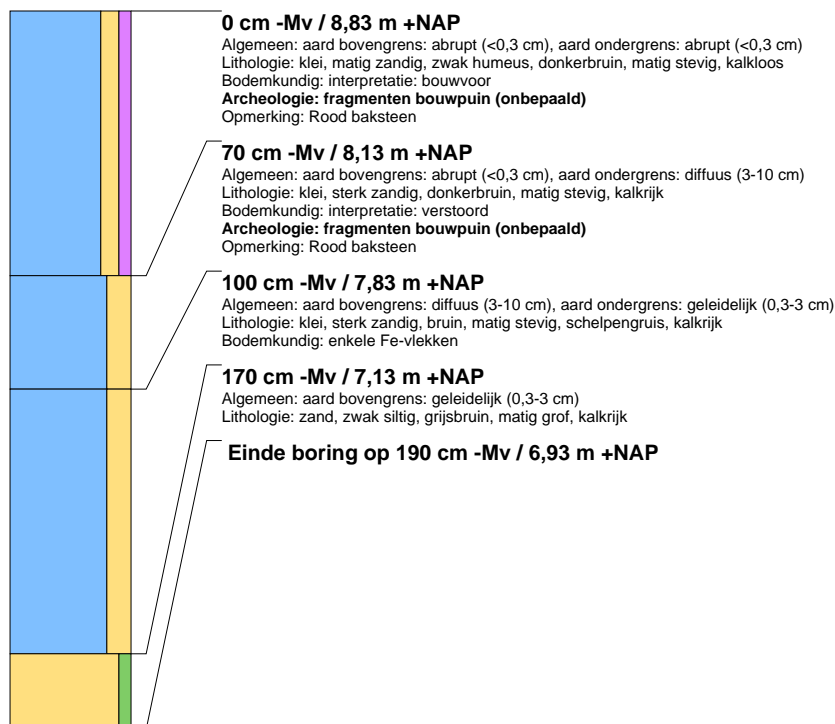 0 cm -Mv / 8,83 m +NAP
Algemeen: aard bovengrens: abrupt (<0,3 cm), aard ondergrens: abrupt (<0,3 cm)
Lithologie: klei, matig zandig, zwak humeus, donkerbruin, matig stevig, kalkloos
Bodemkundig: interpretatie: bouwvoor
Archeologie: fragmenten bouwpuin (onbepaald)
Opmerking: Rood baksteen
70 cm -Mv / 8,13 m +NAP
Algemeen: aard bovengrens: abrupt (<0,3 cm), aard ondergrens: diffuus (3-10 cm)
Lithologie: klei, sterk zandig, donkerbruin, matig stevig, kalkrijk
Bodemkundig: interpretatie: verstoord
Archeologie: fragmenten bouwpuin (onbepaald)
Opmerking: Rood baksteen
100 cm -Mv / 7,83 m +NAP
Algemeen: aard bovengrens: diffuus (3-10 cm), aard ondergrens: geleidelijk (0,3-3 cm)
Lithologie: klei, sterk zandig, bruin, matig stevig, schelpengruis, kalkrijk
Bodemkundig: enkele Fe-vlekken
170 cm -Mv / 7,13 m +NAP
Algemeen: aard bovengrens: geleidelijk (0,3-3 cm)
Lithologie: zand, zwak siltig, grijsbruin, matig grof, kalkrijk
Einde boring op 190 cm -Mv / 6,93 m +NAP